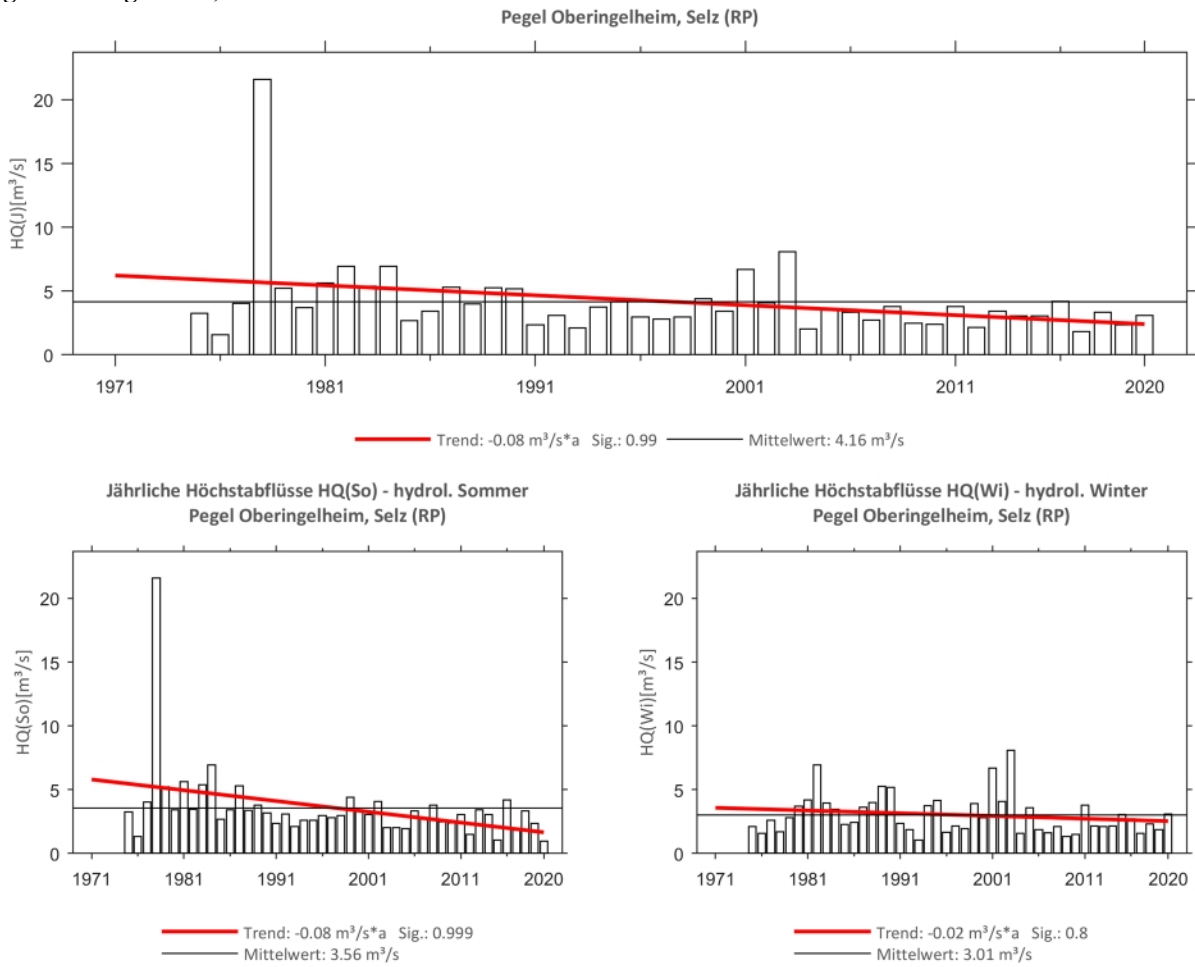 Pegel Oberingelheim, Selz (RP)
HQ(J)[m³/s]
20
15
10
5
0
1971 1981 1991 2001 2011 2020
Trend: -0.08 m³/s*a Sig.: 0.99 Mittelwert: 4.16 m³/s
Jährliche Höchstabflüsse HQ(So) - hydrol. Sommer
Pegel Oberingelheim, Selz (RP)
HQ(So)[m³/s]
20
15
10
5
0
1971 1981 1991 2001 2011 2020
Trend: -0.08 m³/s*a Sig.: 0.999
Mittelwert: 3.56 m³/s
Jährliche Höchstabflüsse HQ(Wi) - hydrol. Winter
Pegel Oberingelheim, Selz (RP)
HQ(Wi)[m³/s]
20
15
10
5
0
1971 1981 1991 2001 2011 2020
Trend: -0.02 m³/s*a Sig.: 0.8
Mittelwert: 3.01 m³/s